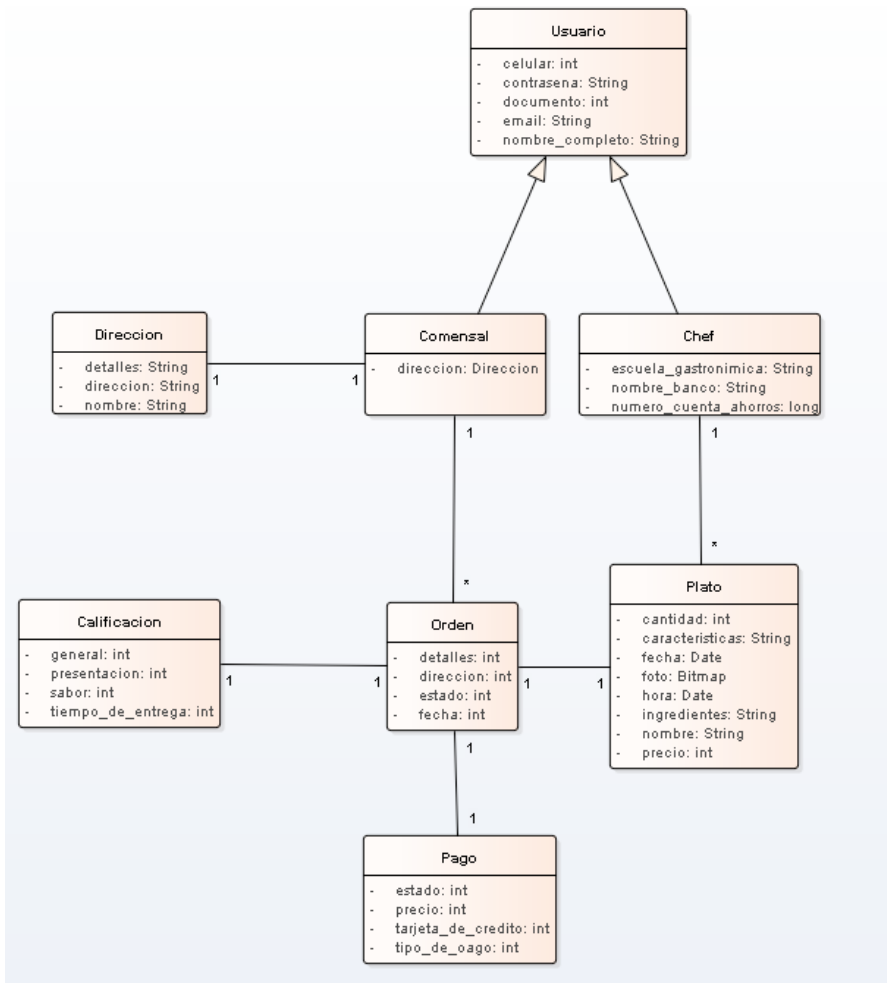 Usuario
- celular: int
- contrasena: String
- documento: int
- email: String
- nombre_completo: String
Direccion
- detalles: String
- direccion: String
- nombre: String
1
1
Comensal
- direccion: Direccion
Chef
- escuela_gastronimica: String
- nombre_banco: String
- numero_cuenta_ahorros: long
1
1
*
*
Calificacion
- general: int
- presentacion: int
- sabor: int
- tiempo_de_entrega: int
1
1
Orden
- detalles: int
- direccion: int
- estado: int
- fecha: int
1
1
Plato
- cantidad: int
- caracteristicas: String
- fecha: Date
- foto: Bitmap
- hora: Date
- ingredientes: String
- nombre: String
- precio: int
1
1
Pago
- estado: int
- precio: int
- tarjeta_de_credito: int
- tipo_de_oago: int